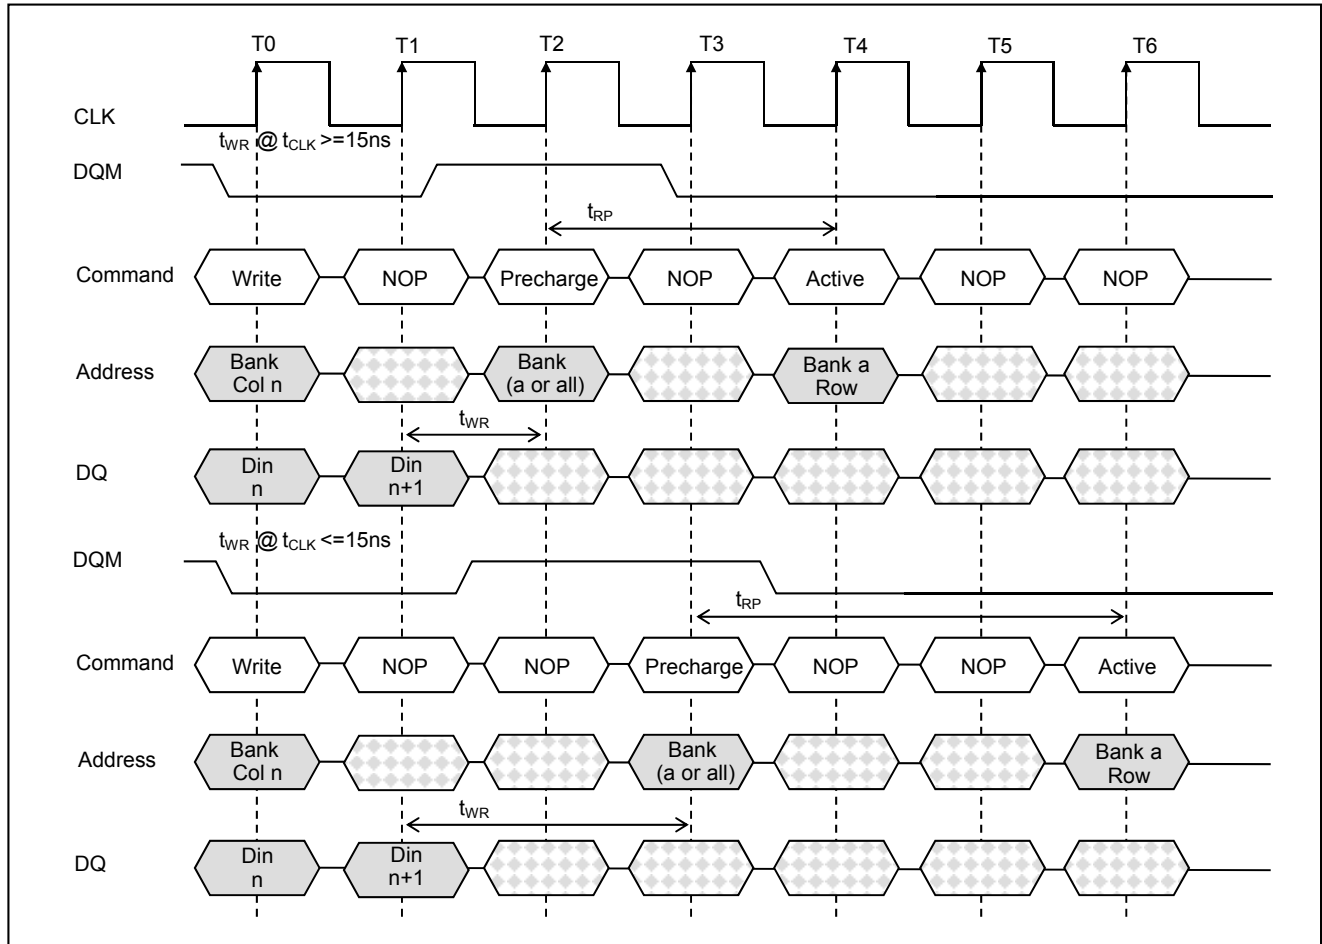 T0 T1 T2 T3 T4 T5 T6
CLK
tWR @ tCLK >=15ns
DQM
tRP
Command Write NOP Precharge NOP Active NOP NOP
Address Bank Col n Bank (a or all) Bank a Row
tWR
DQ Din n Din n+1
tWR @ tCLK <=15ns
DQM
tRP
Command Write NOP NOP Precharge NOP NOP Active
Address Bank Col n Bank (a or all) Bank a Row
tWR
DQ Din n Din n+1